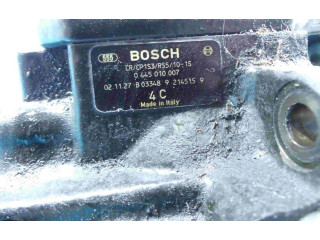 BOSCH
CR/CP1S3/R55/10-1S
0 445 010 007
02.11.27 B 03348 9 214515 9
4 C
Made in Italy